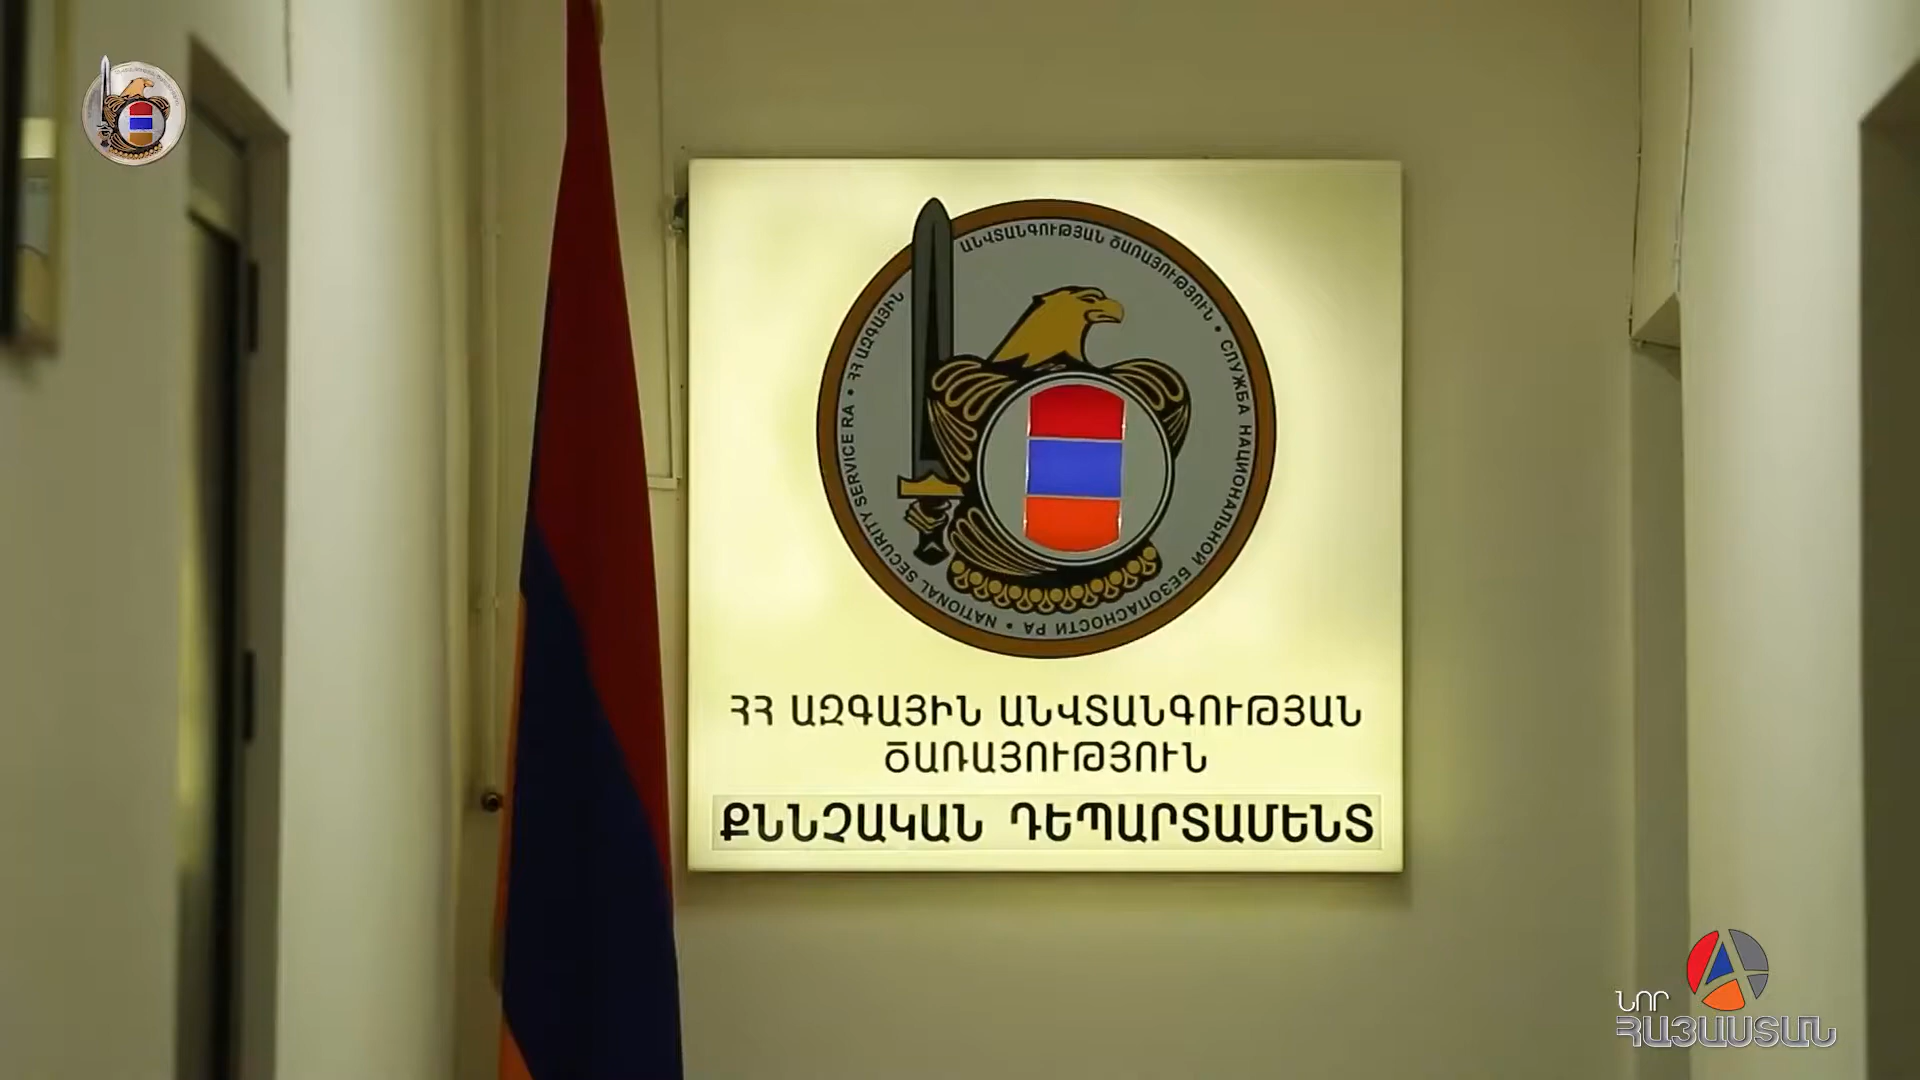 ՀՀ ԱԶԳԱՅԻՆ ԱՆՎՏԱՆԳՈՒԹՅԱՆ ԾԱՌԱՅՈՒԹՅՈՒՆ • СЛУЖБА НАЦИОНАЛЬНОЙ БЕЗОПАСНОСТИ РА • NATIONAL SECURITY SERVICE RA •
ՀՀ ԱԶԳԱՅԻՆ ԱՆՎՏԱՆԳՈՒԹՅԱՆ
ԾԱՌԱՅՈՒԹՅՈՒՆ
ՔՆՆՉԱԿԱՆ ԴԵՊԱՐՏԱՄԵՆՏ
ՆՈՐ
ՀԱՅԱՍՏԱՆ